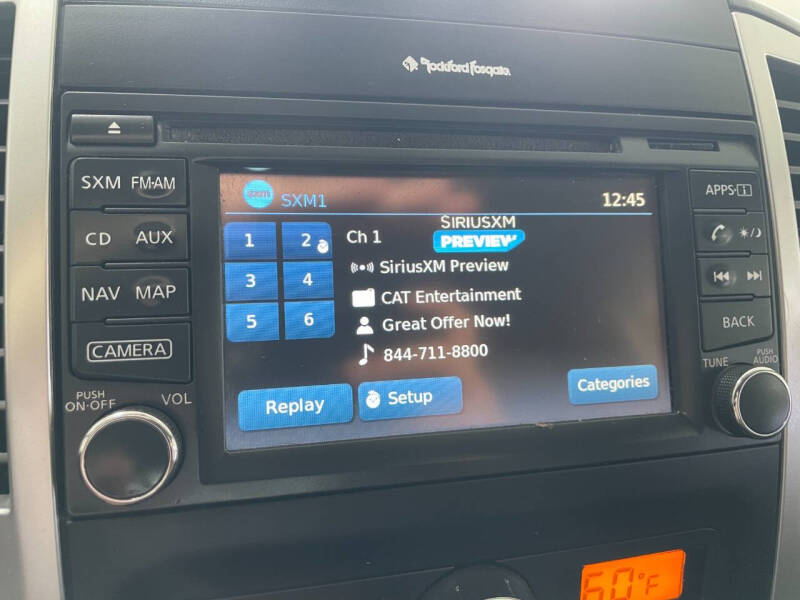 Rockford Fosgate
SXM FM·AM
CD AUX
NAV MAP
CAMERA
PUSH
ON·OFF
VOL
sxm SXM1 12:45
1 2
3 4
5 6
Ch 1
SIRIUSXM
PREVIEW
SiriusXM Preview
CAT Entertainment
Great Offer Now!
844-711-8800
Replay
Setup
Categories
APPS·i
BACK
TUNE
PUSH
AUDIO
60°F